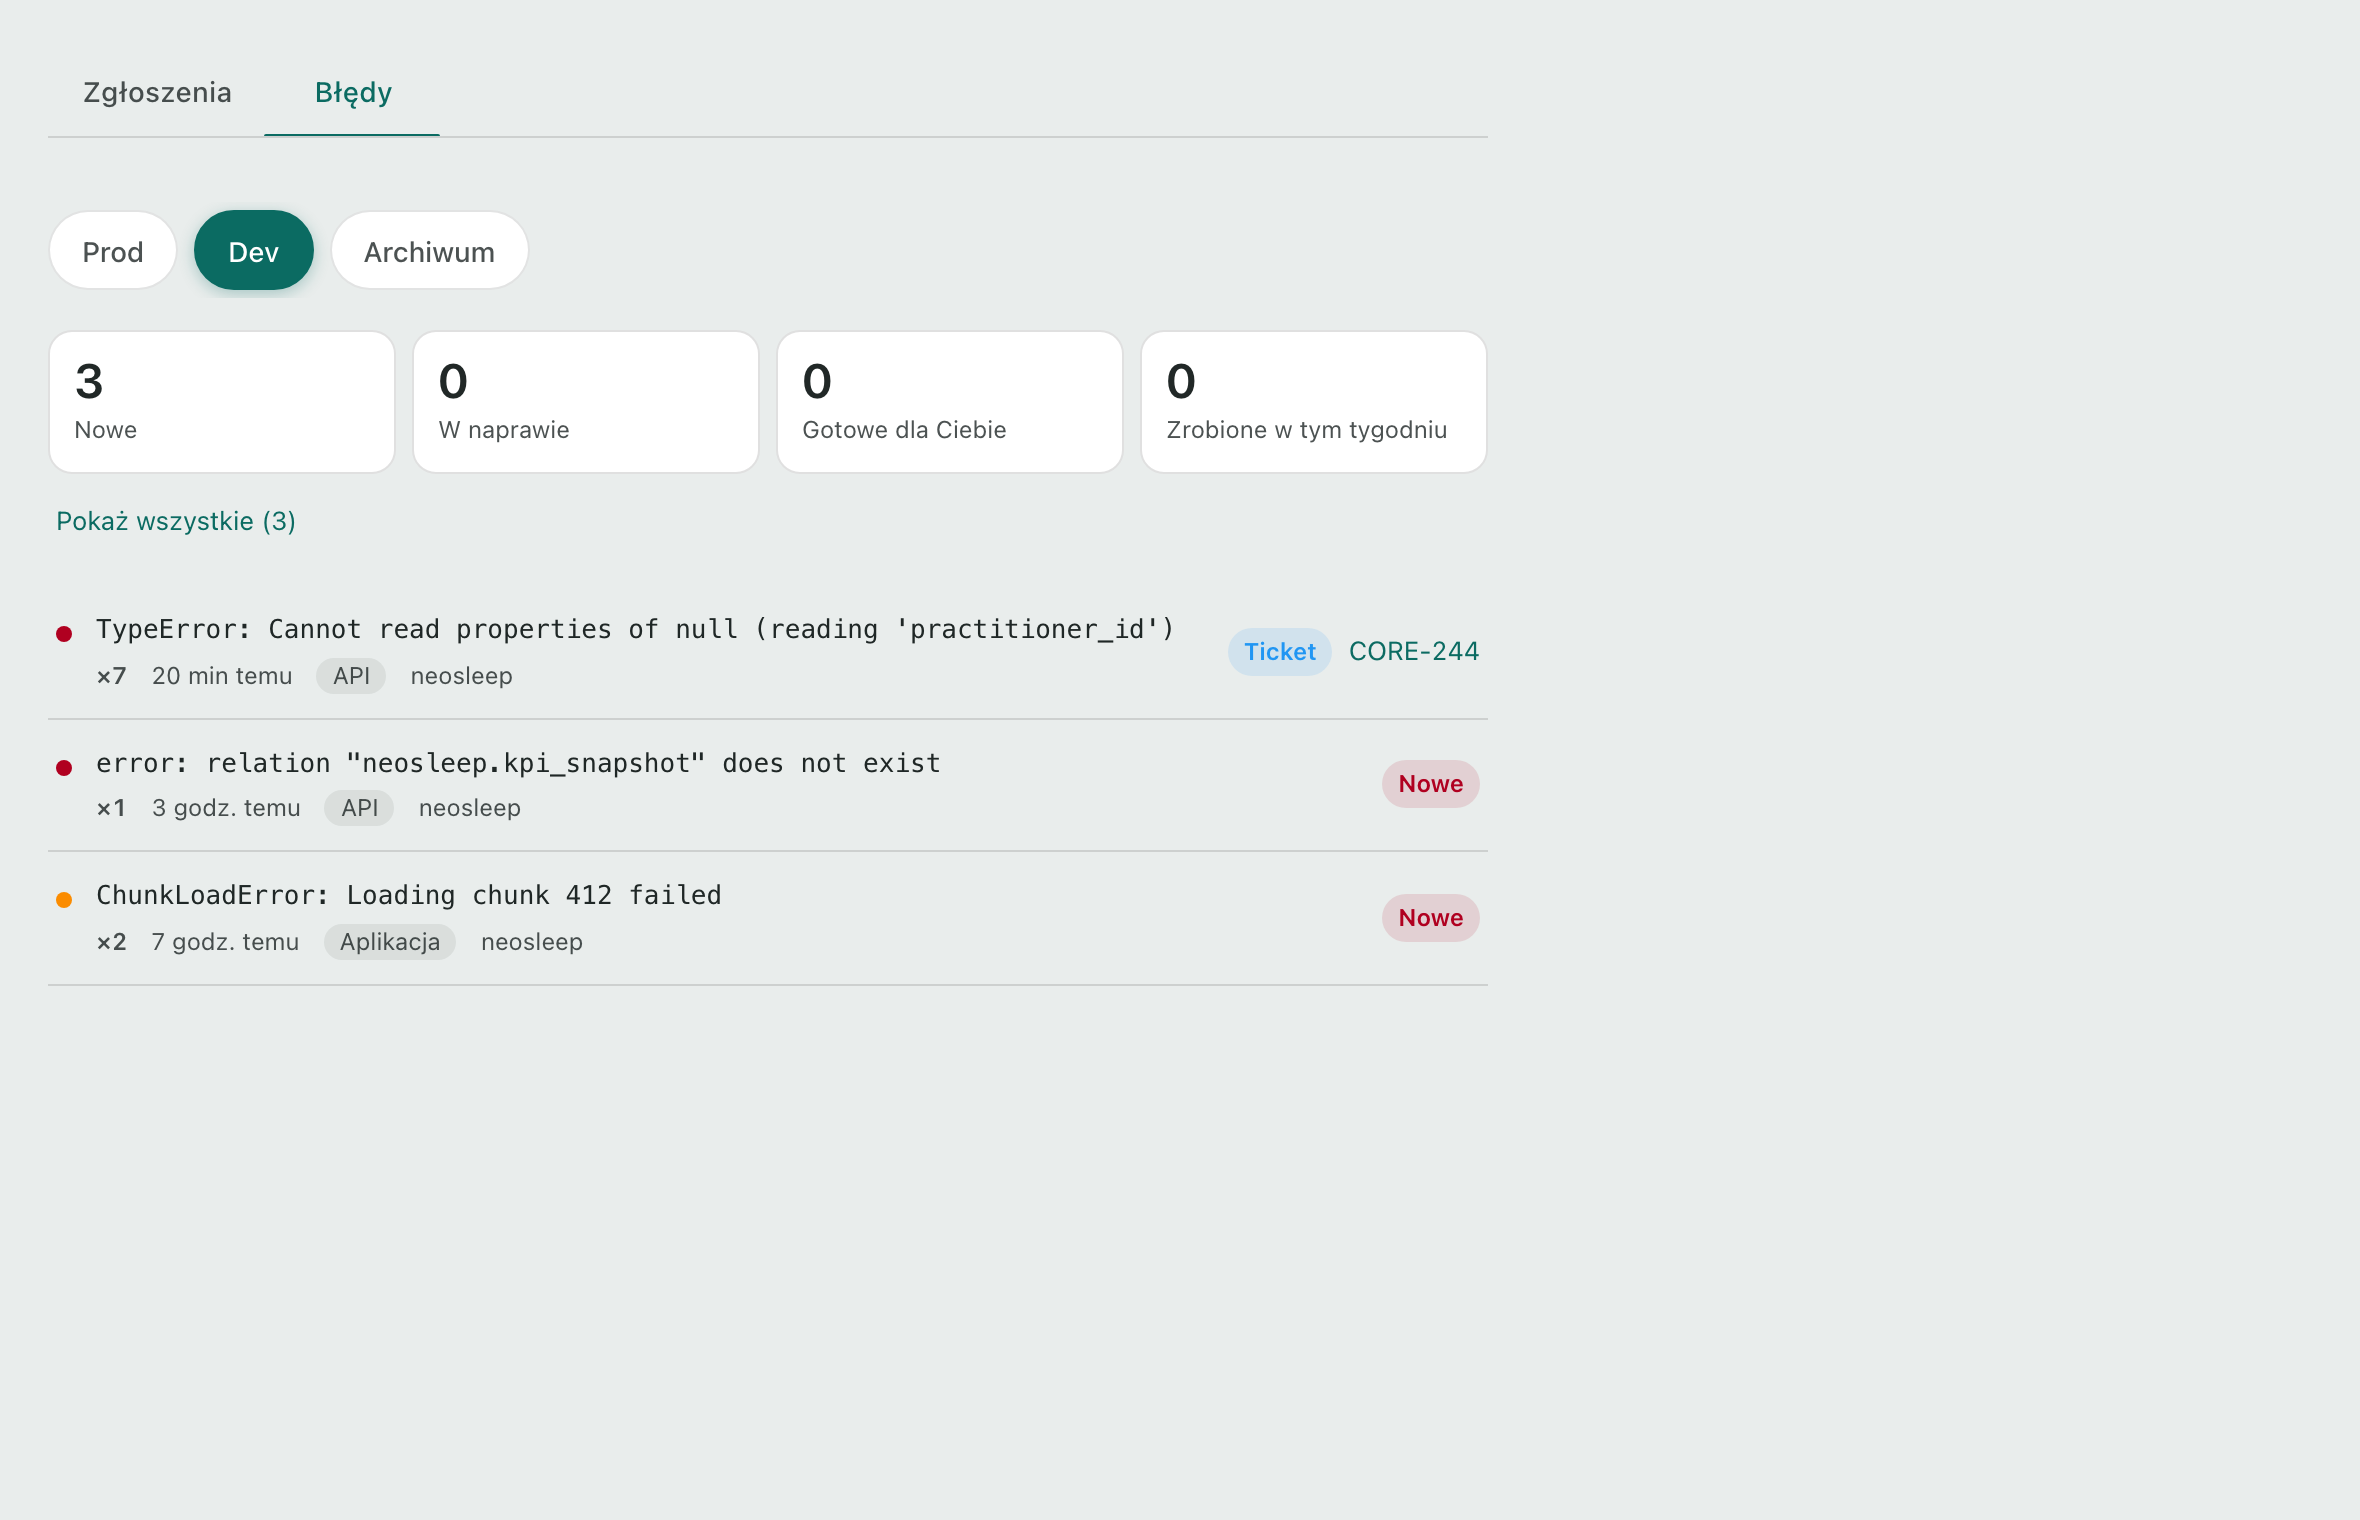 Zgłoszenia Błędy
Prod Dev Archiwum
3 0 0 0
Nowe W naprawie Gotowe dla Ciebie Zrobione w tym tygodniu
Pokaż wszystkie (3)
TypeError: Cannot read properties of null (reading 'practitioner_id')
Ticket CORE-244
×7 20 min temu API neosleep
error: relation "neosleep.kpi_snapshot" does not exist
Nowe
×1 3 godz. temu API neosleep
ChunkLoadError: Loading chunk 412 failed
Nowe
×2 7 godz. temu Aplikacja neosleep